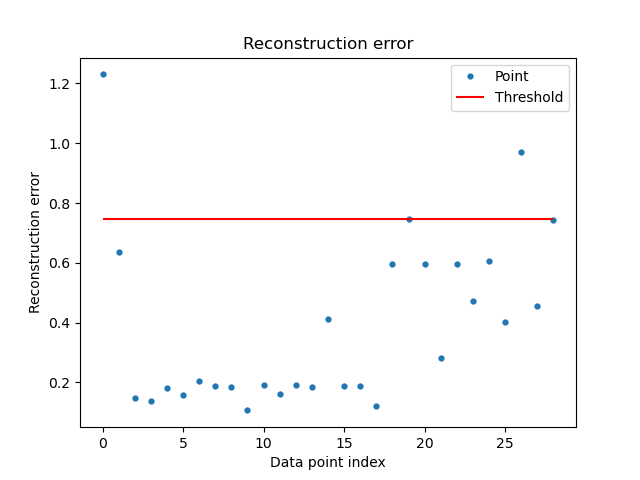 Reconstruction error
Point
Threshold
1.2
1.0
0.8
0.6
0.4
0.2
Reconstruction error
0
5
10
15
20
25
Data point index